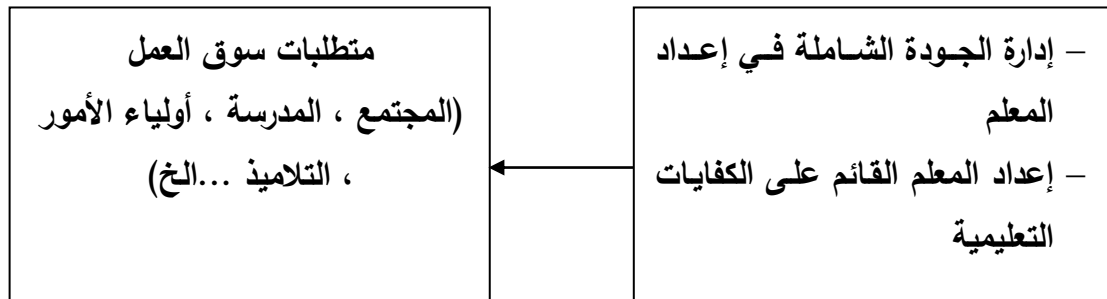 – إدارة الجودة الشاملة في إعداد
المعلم
– إعداد المعلم القائم على الكفايات
التعليمية
متطلبات سوق العمل
(المجتمع ، المدرسة ، أولياء الأمور
، التلاميذ ...الخ)